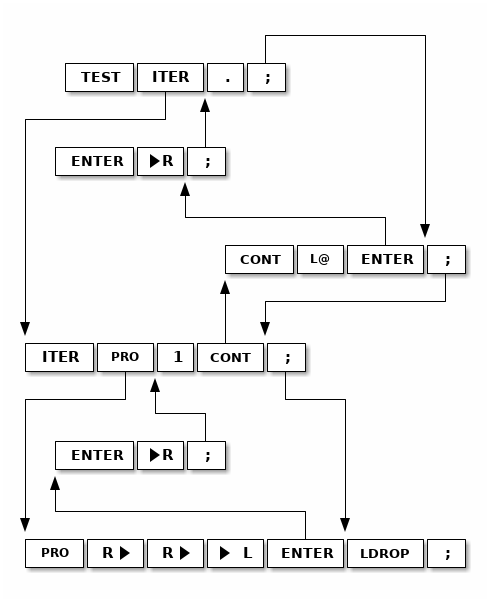 TEST ITER . ;
ENTER ▶R ;
CONT L@ ENTER ;
ITER PRO 1 CONT ;
ENTER ▶R ;
PRO R▶ R▶ ▶ L ENTER LDROP ;